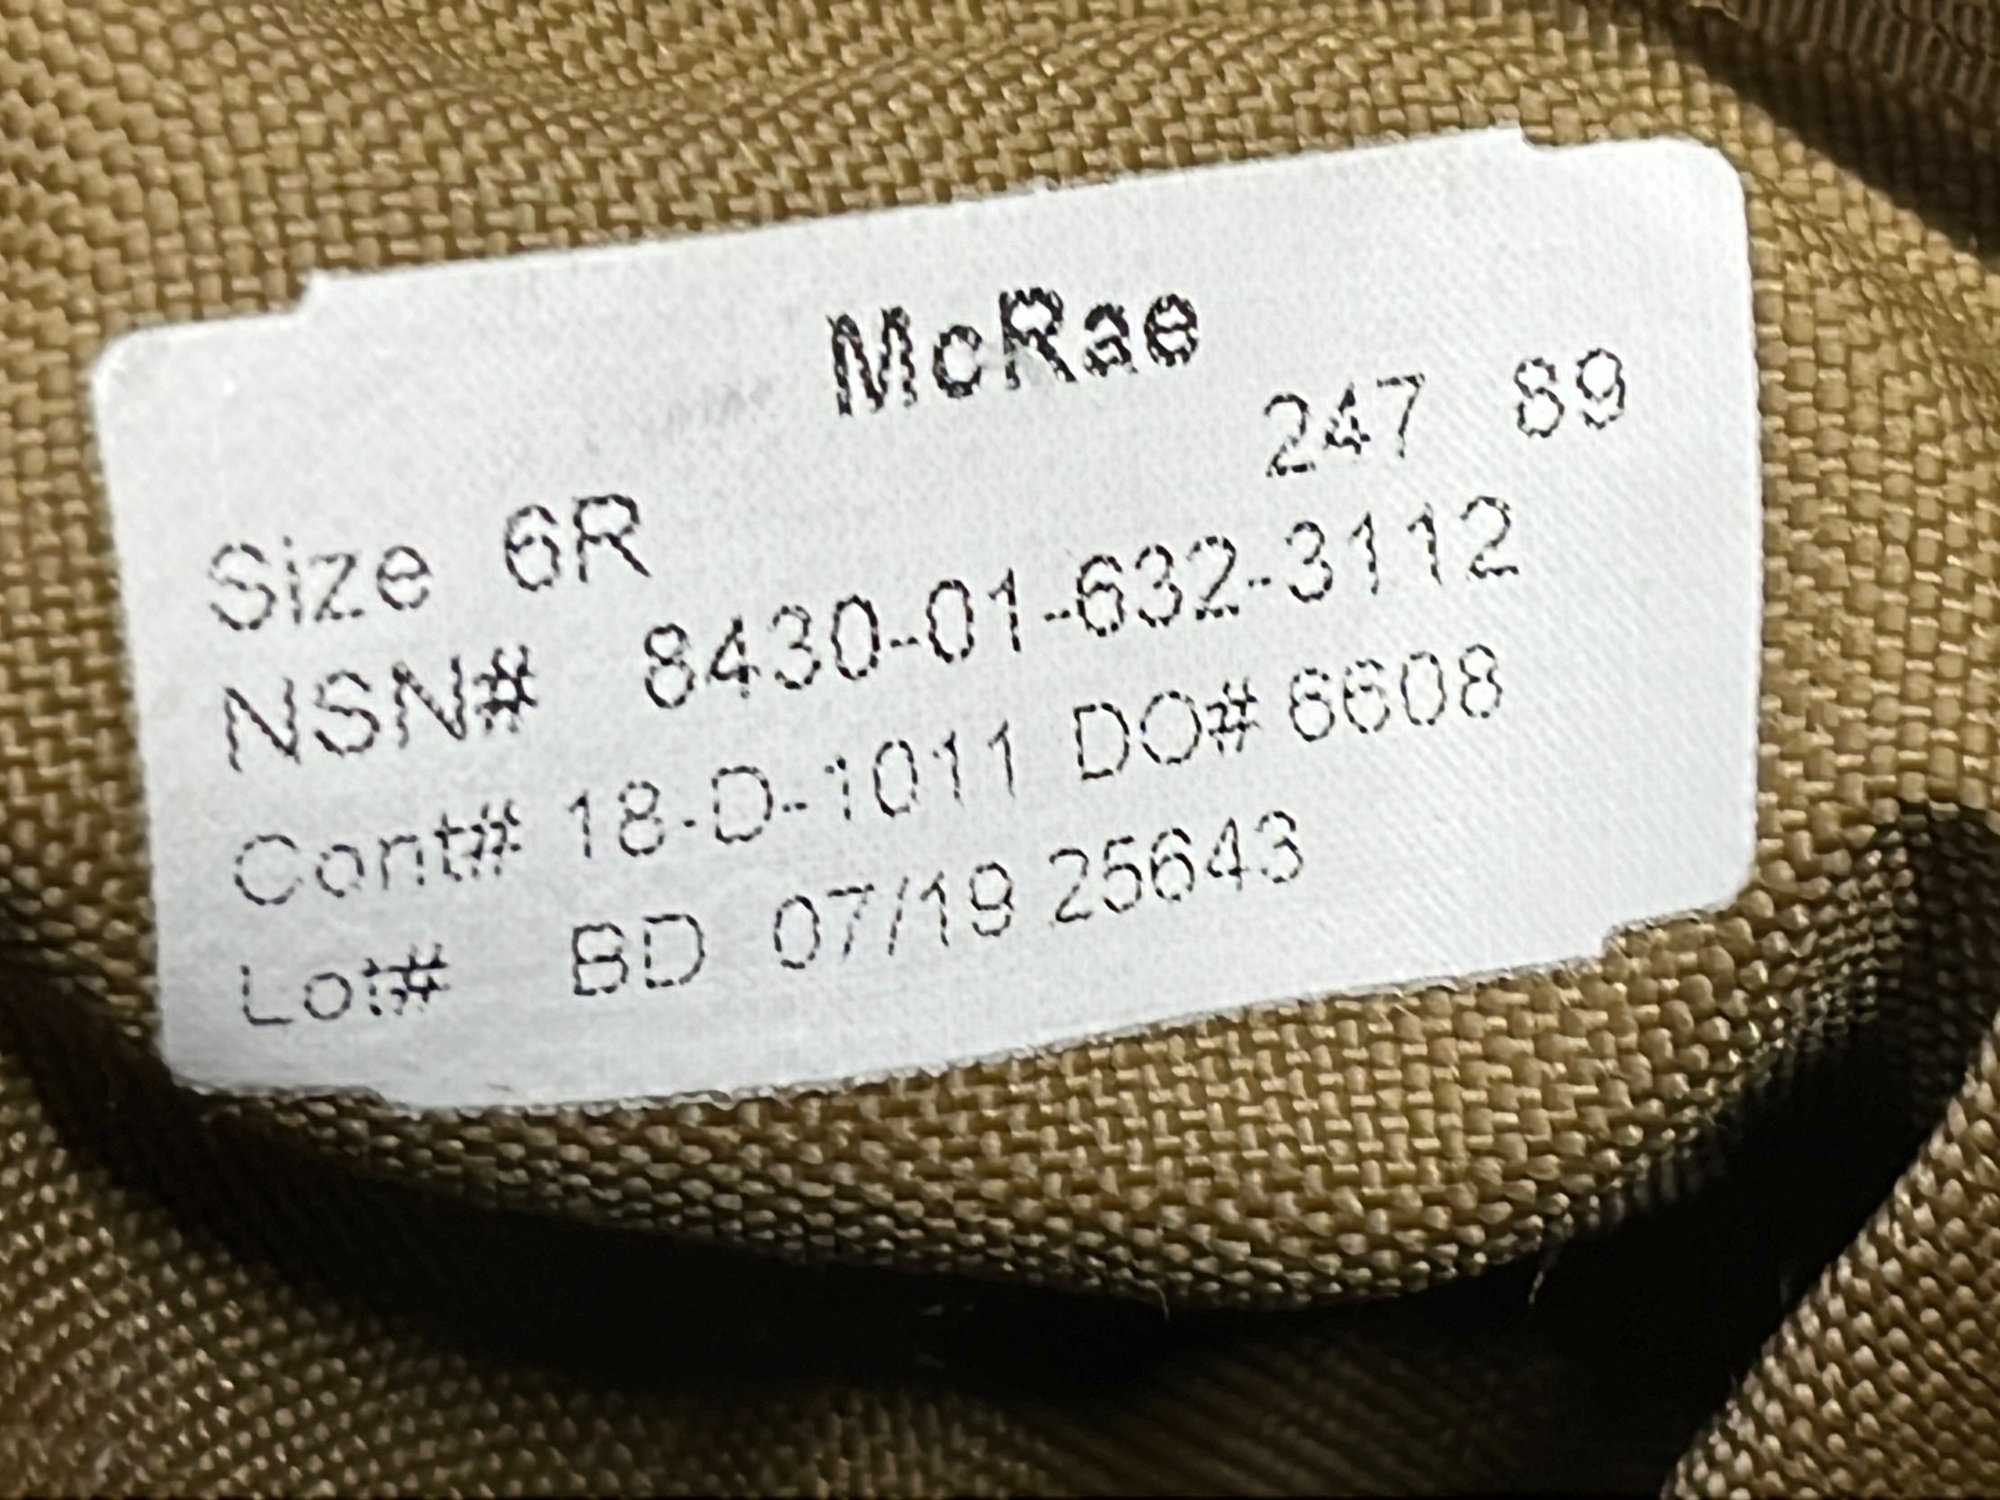 McRae
247 89
Size 6R
NSN# 8430-01-632-3112
Cont# 18-D-1011 DO# 6608
Lot# BD 07/19 25643